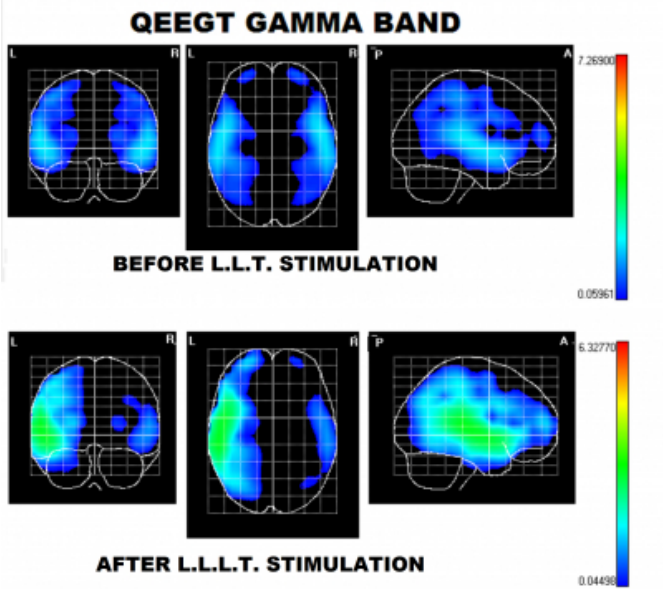 QEEGT GAMMA BAND
L R L R P A 7.26900
0.05961
BEFORE L.L.T. STIMULATION
L R L R P A 6.32770
0.04498
AFTER L.L.L.T. STIMULATION